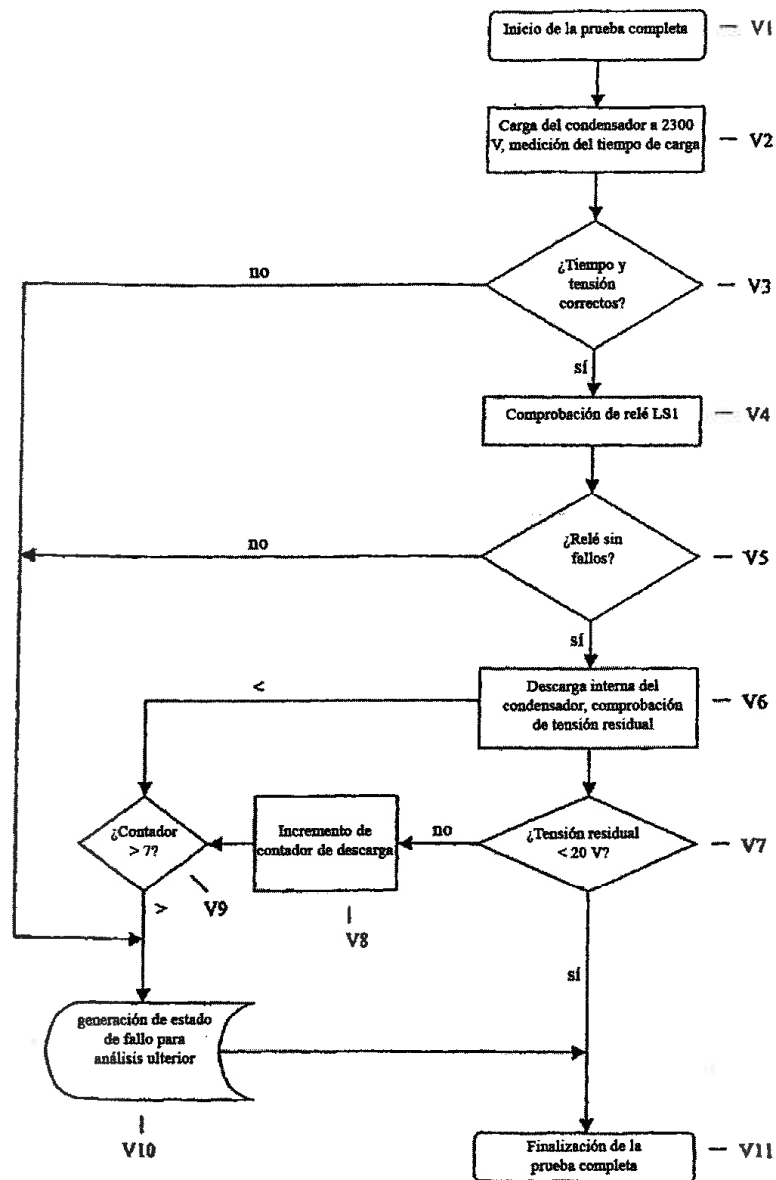 Inicio de la prueba completa
V1
Carga del condensador a 2300
V, medición del tiempo de carga
V2
¿Tiempo y
tensión
correctos?
V3
no
sí
Comprobación de relé LS1
V4
¿Relé sin
fallos?
V5
no
sí
Descarga interna del
condensador, comprobación
de tensión residual
V6
<
¿Contador
> 7?
V9
Incremento de
contador de descarga
V8
no
¿Tensión residual
< 20 V?
V7
>
sí
generación de estado
de fallo para
análisis ulterior
V10
Finalización de la
prueba completa
V11